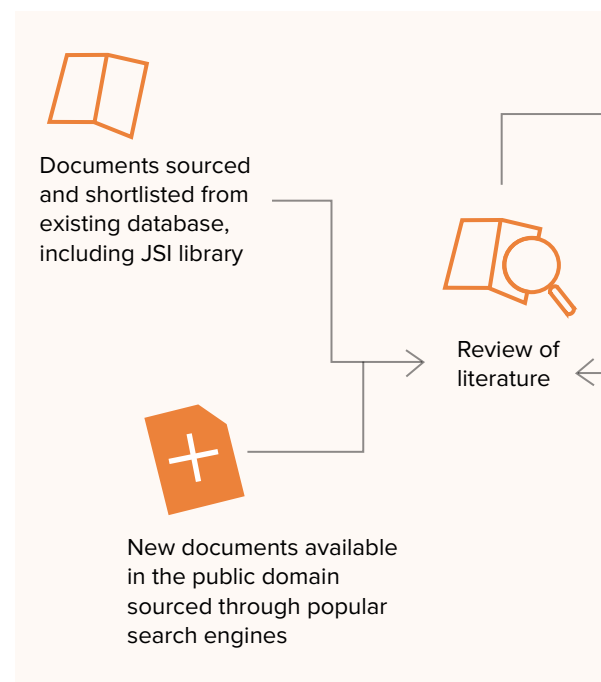 Documents sourced
and shortlisted from
existing database,
including JSI library
Review of
literature
New documents available
in the public domain
sourced through popular
search engines